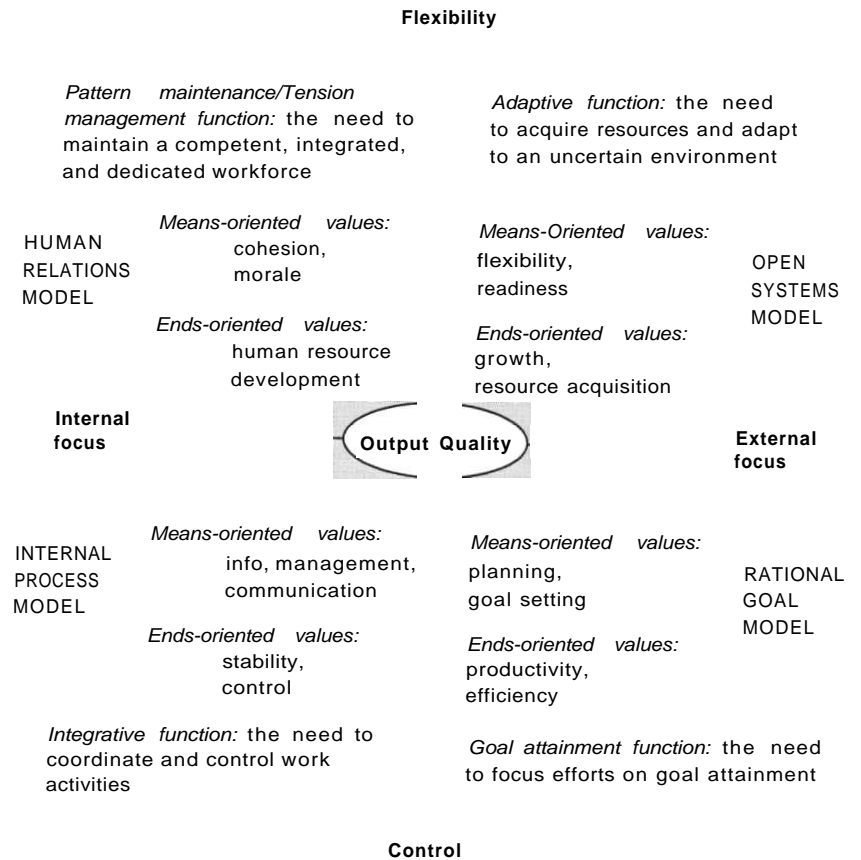 Flexibility
Pattern maintenance/Tension
management function: the need to
maintain a competent, integrated,
and dedicated workforce
Adaptive function: the need
to acquire resources and adapt
to an uncertain environment
HUMAN
RELATIONS
MODEL
Means-oriented values:
cohesion,
morale
Ends-oriented values:
human resource
development
Means-Oriented values:
flexibility,
readiness
Ends-oriented values:
growth,
resource acquisition
OPEN
SYSTEMS
MODEL
Internal
focus
Output Quality
External
focus
INTERNAL
PROCESS
MODEL
Means-oriented values:
info, management,
communication
Ends-oriented values:
stability,
control
Means-oriented values:
planning,
goal setting
Ends-oriented values:
productivity,
efficiency
RATIONAL
GOAL
MODEL
Integrative function: the need to
coordinate and control work
activities
Goal attainment function: the need
to focus efforts on goal attainment
Control